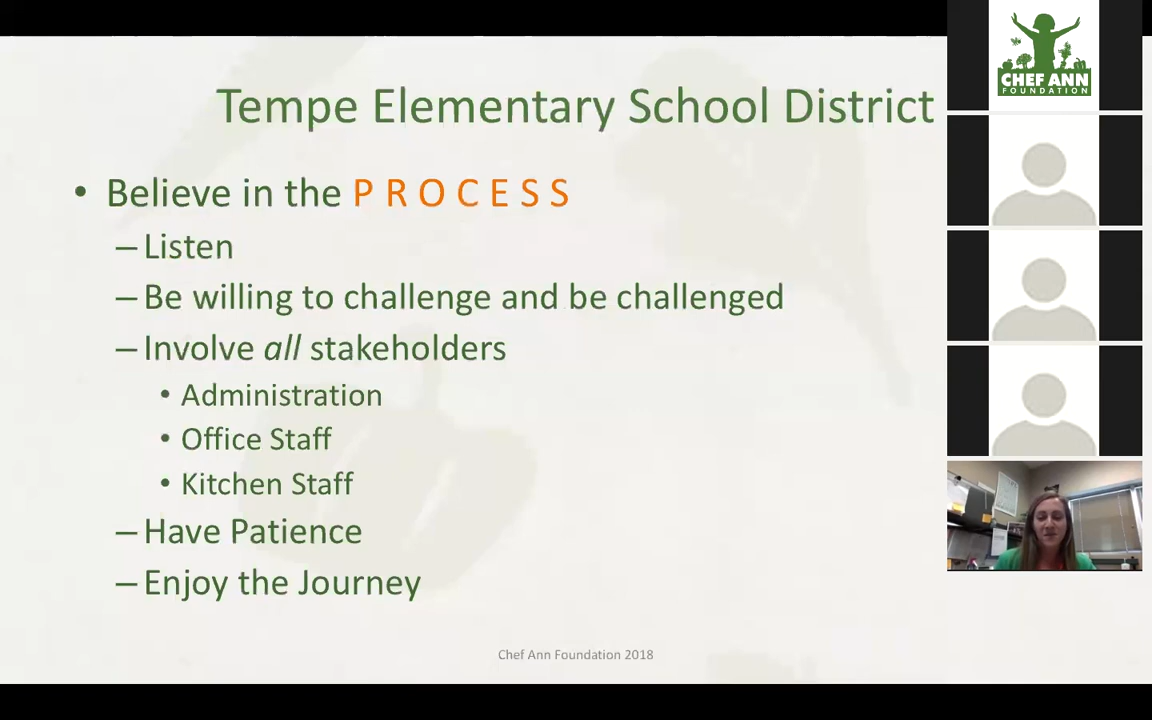 Tempe Elementary School District
• Believe in the P R O C E S S
– Listen
– Be willing to challenge and be challenged
– Involve all stakeholders
• Administration
• Office Staff
• Kitchen Staff
– Have Patience
– Enjoy the Journey
Chef Ann Foundation 2018
CHEF ANN
FOUNDATION